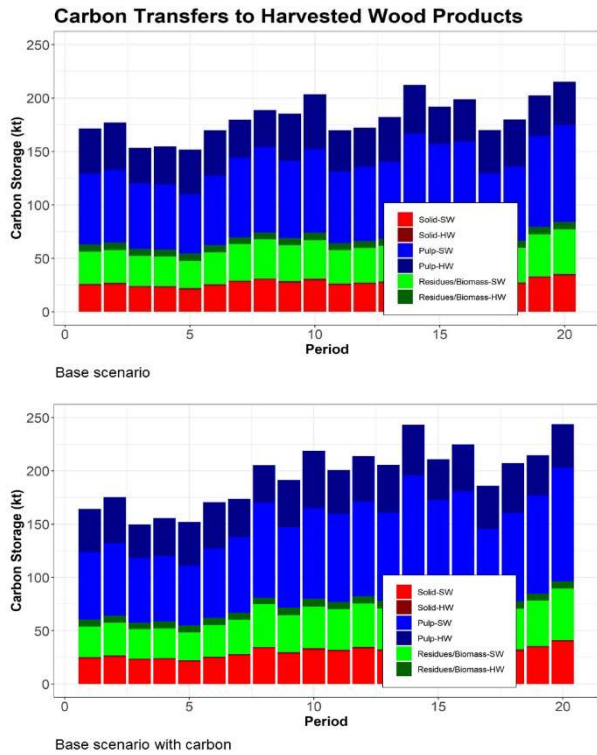 Carbon Transfers to Harvested Wood Products
250
200
150
100
50
0
Carbon Storage (kt)
Solid-SW
Solid-HW
Pulp-SW
Pulp-HW
Residues/Biomass-SW
Residues/Biomass-HW
0 5 10 15 20
Period
Base scenario
250
200
150
100
50
0
Carbon Storage (kt)
Solid-SW
Solid-HW
Pulp-SW
Pulp-HW
Residues/Biomass-SW
Residues/Biomass-HW
0 5 10 15 20
Period
Base scenario with carbon